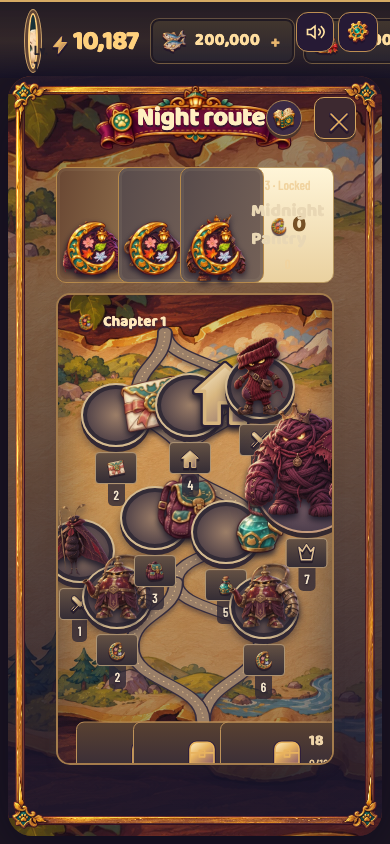 10,187
200,000 +
Night route
3 · Locked
Midnight
0
Pantry
Chapter 1
2
4
7
3
1
5
2
6
18